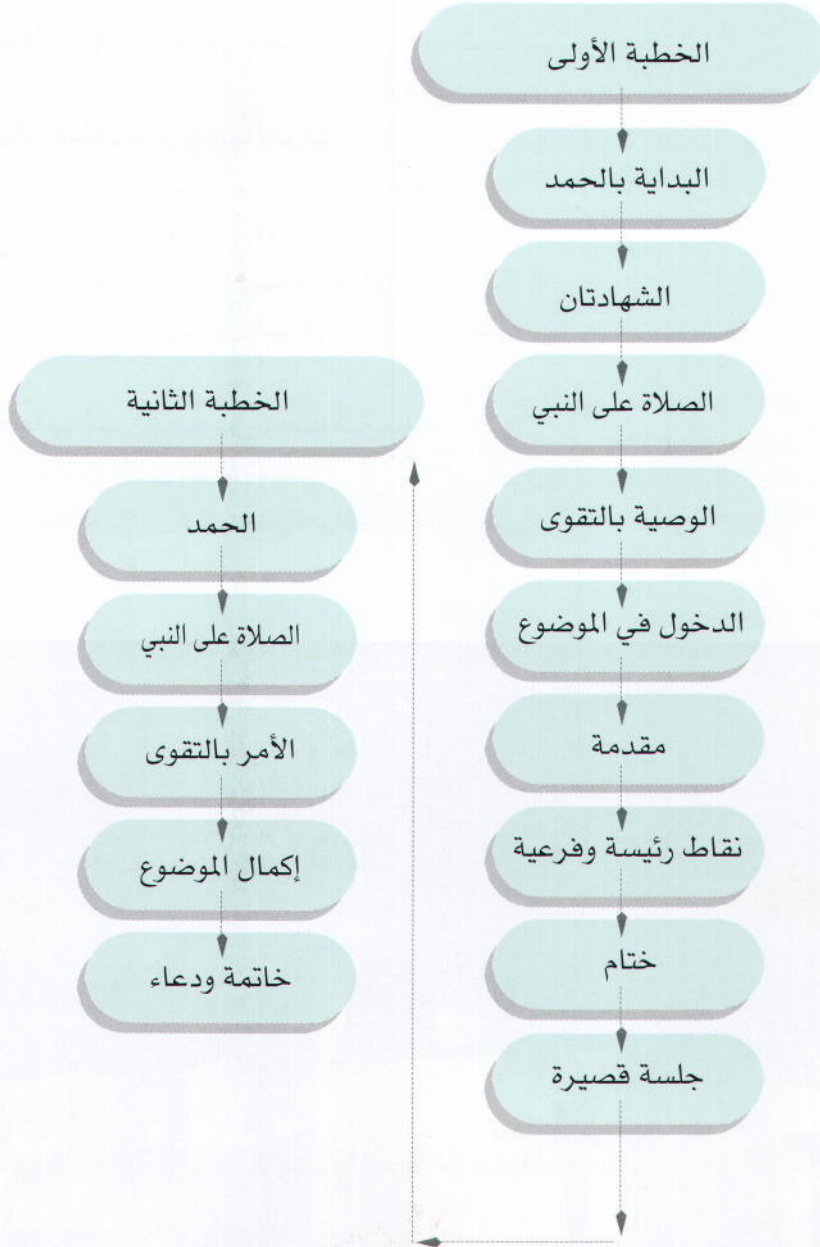 الخطبة الأولى
البداية بالحمد
الشهادتان
الصلاة على النبي
الوصية بالتقوى
الدخول في الموضوع
مقدمة
نقاط رئيسة وفرعية
ختام
جلسة قصيرة
الخطبة الثانية
الحمد
الصلاة على النبي
الأمر بالتقوى
إكمال الموضوع
خاتمة ودعاء